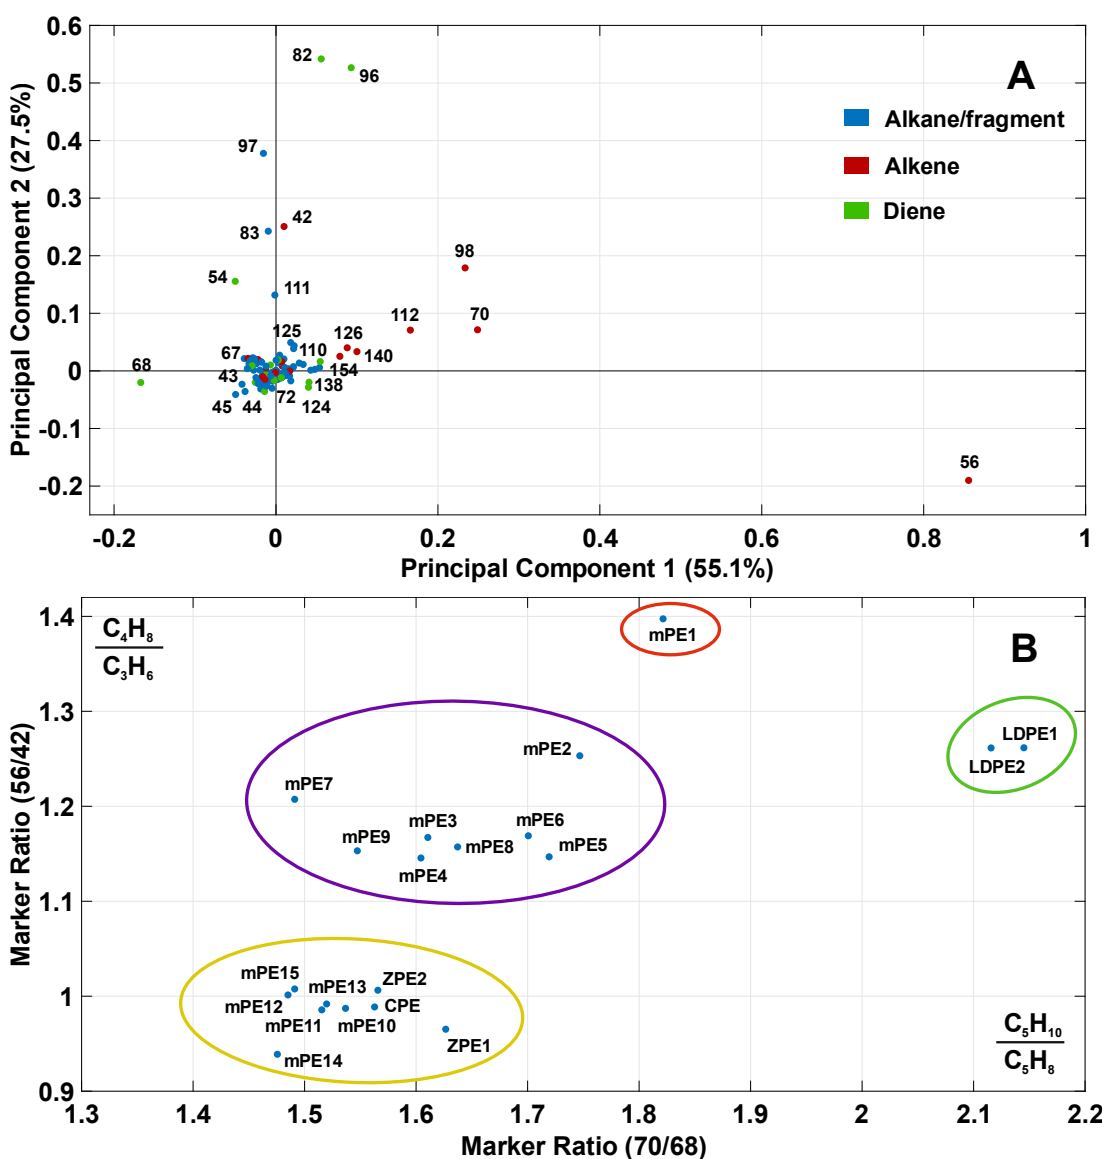 A
Alkane/fragment
Alkene
Diene
Principal Component 2 (27.5%)
0.6
0.5
0.4
0.3
0.2
0.1
0
-0.1
-0.2
82
96
97
42
83
54
111
98
112
70
125
126
110
140
154
67
68
43
138
72
45
44
124
56
-0.2
0
0.2
0.4
0.6
0.8
1
Principal Component 1 (55.1%)
B
C₄H₈
C₃H₆
Marker Ratio (56/42)
1.4
1.3
1.2
1.1
1
0.9
mPE1
LDPE1
LDPE2
mPE2
mPE7
mPE3
mPE6
mPE9
mPE8
mPE5
mPE4
mPE15
mPE13
ZPE2
mPE12
CPE
mPE11
mPE10
ZPE1
mPE14
C₅H₁₀
C₅H₈
1.3
1.4
1.5
1.6
1.7
1.8
1.9
2
2.1
2.2
Marker Ratio (70/68)